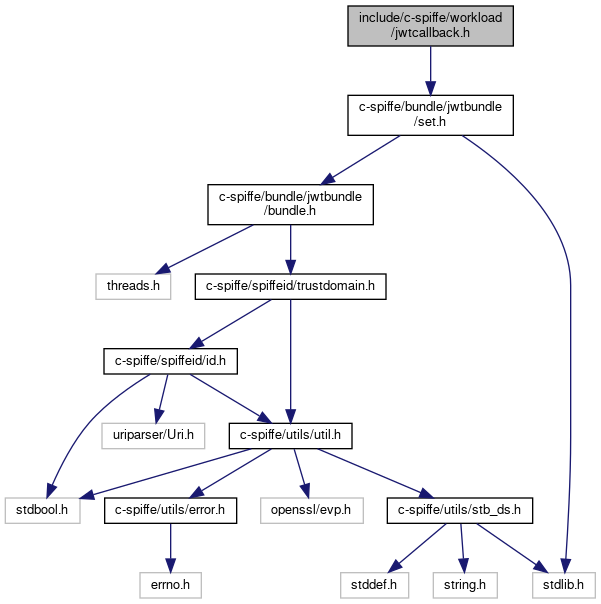 include/c-spiffe/workload
/jwtcallback.h
c-spiffe/bundle/jwtbundle
/set.h
c-spiffe/bundle/jwtbundle
/bundle.h
threads.h
c-spiffe/spiffeid/trustdomain.h
c-spiffe/spiffeid/id.h
uriparser/Uri.h
c-spiffe/utils/util.h
stdbool.h
c-spiffe/utils/error.h
openssl/evp.h
c-spiffe/utils/stb_ds.h
errno.h
stddef.h
string.h
stdlib.h